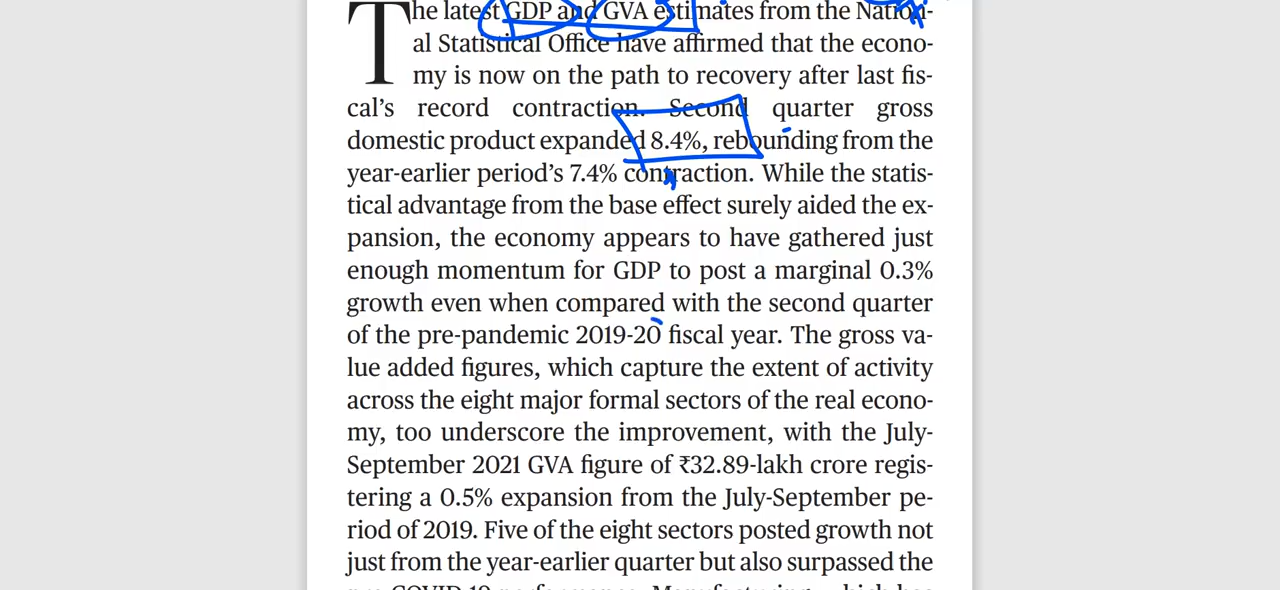 The latest GDP and GVA estimates from the Nation-
al Statistical Office have affirmed that the econo-
my is now on the path to recovery after last fis-
cal's record contraction. Second quarter gross
domestic product expanded 8.4%, rebounding from the
year-earlier period's 7.4% contraction. While the statis-
tical advantage from the base effect surely aided the ex-
pansion, the economy appears to have gathered just
enough momentum for GDP to post a marginal 0.3%
growth even when compared with the second quarter
of the pre-pandemic 2019-20 fiscal year. The gross va-
lue added figures, which capture the extent of activity
across the eight major formal sectors of the real econo-
my, too underscore the improvement, with the July-
September 2021 GVA figure of ₹32.89-lakh crore regis-
tering a 0.5% expansion from the July-September pe-
riod of 2019. Five of the eight sectors posted growth not
just from the year-earlier quarter but also surpassed the